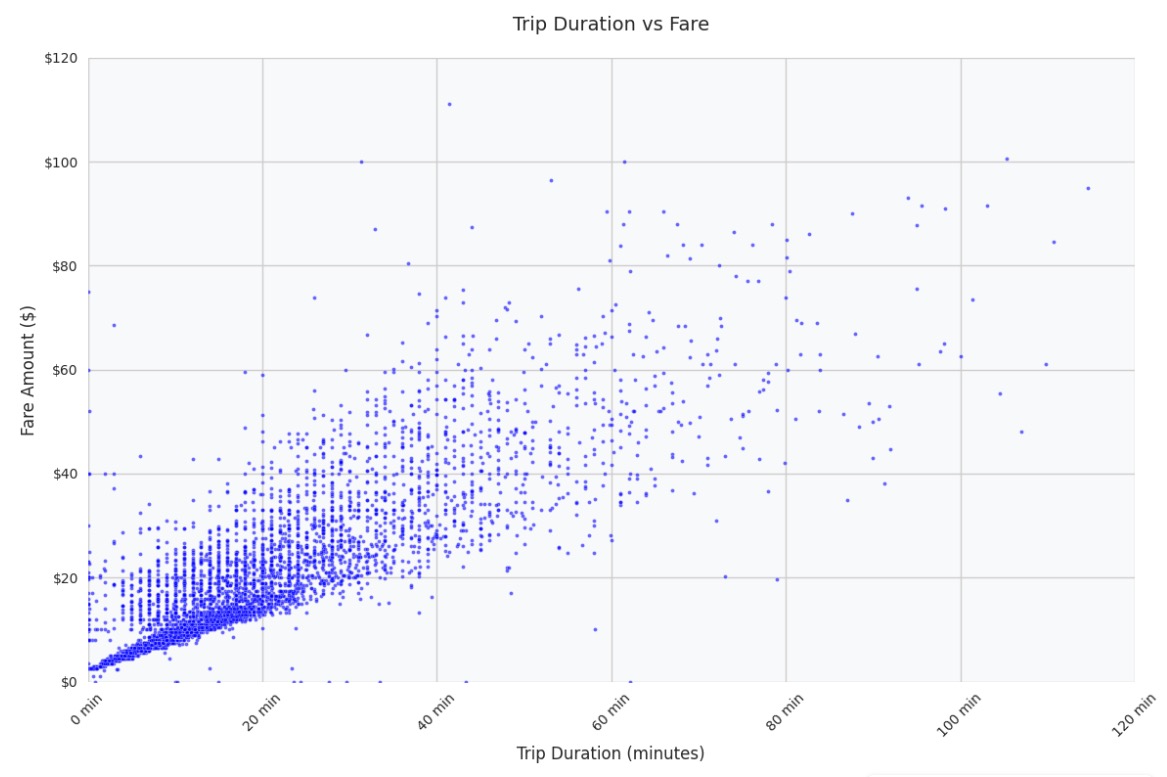 Trip Duration vs Fare
$120
$100
$80
$60
$40
$20
$0
Fare Amount ($)
0 min
20 min
40 min
60 min
80 min
100 min
120 min
Trip Duration (minutes)